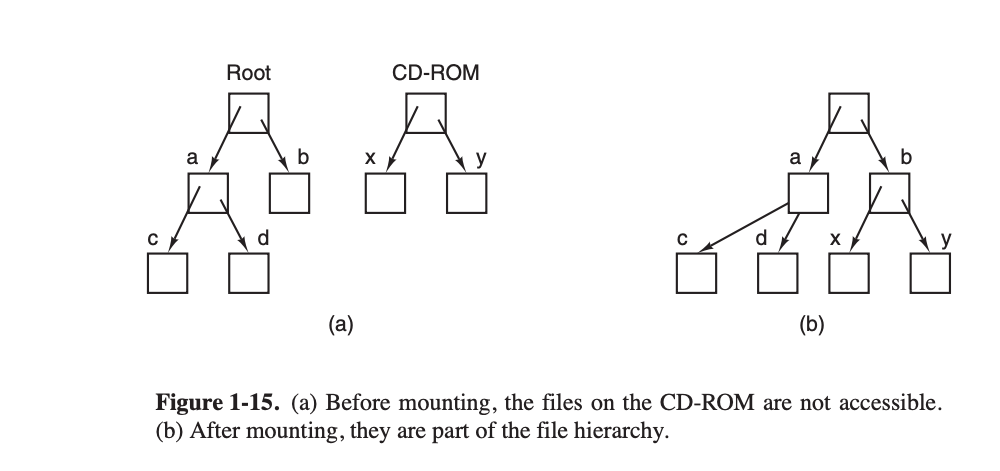 Root CD-ROM
a b x y a b
c d c d x y
(a) (b)
Figure 1-15. (a) Before mounting, the files on the CD-ROM are not accessible.
(b) After mounting, they are part of the file hierarchy.